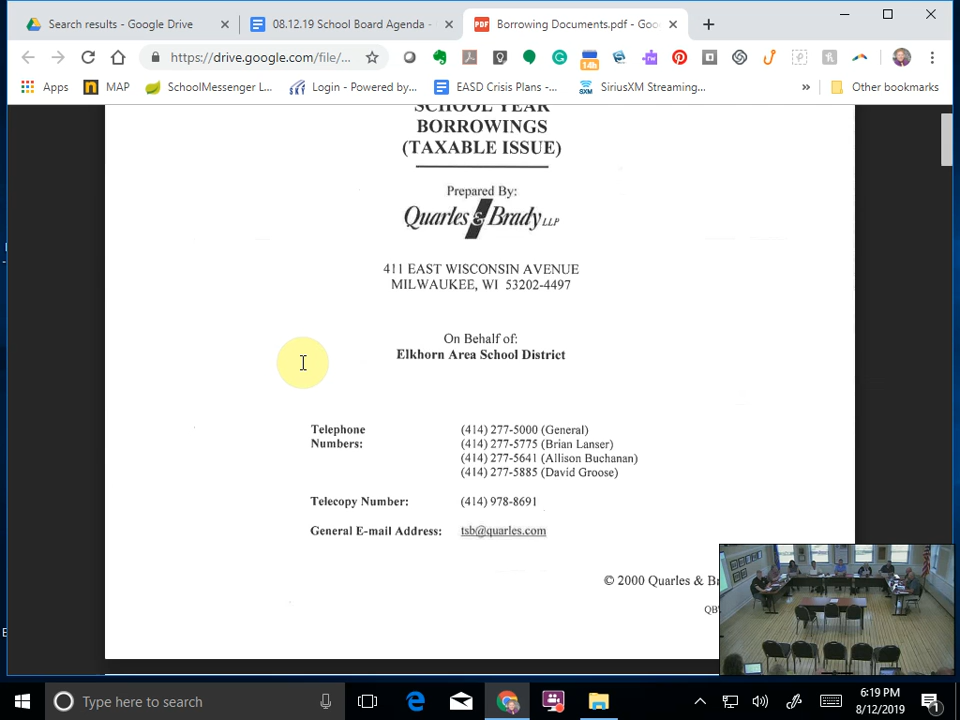 Search results - Google Drive
08.12.19 School Board Agenda -
PDF
Borrowing Documents.pdf - Goo
https://drive.google.com/file/...
14h
Apps
MAP
SchoolMessenger L...
Login - Powered by...
EASD Crisis Plans -...
SXM
SiriusXM Streaming...
»
Other bookmarks
SCHOOL YEAR
BORROWINGS
(TAXABLE ISSUE)
Prepared By:
Quarles & Brady LLP
411 EAST WISCONSIN AVENUE
MILWAUKEE, WI 53202-4497
On Behalf of:
Elkhorn Area School District
Telephone
Numbers:
(414) 277-5000 (General)
(414) 277-5775 (Brian Lanser)
(414) 277-5641 (Allison Buchanan)
(414) 277-5885 (David Groose)
Telecopy Number: (414) 978-8691
General E-mail Address: tsb@quarles.com
© 2000 Quarles & B
Type here to search
6:19 PM
8/12/2019
1